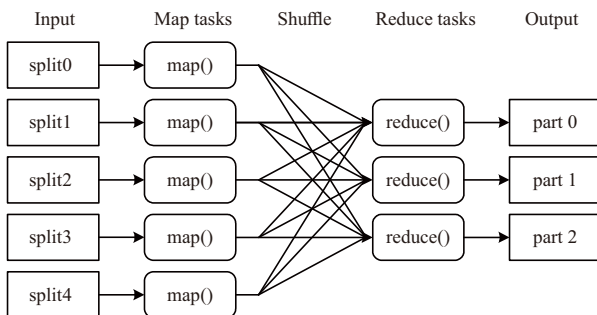 Input Map tasks Shuffle Reduce tasks Output
split0 map()
split1 map() reduce() part 0
split2 map() reduce() part 1
split3 map() reduce() part 2
split4 map()